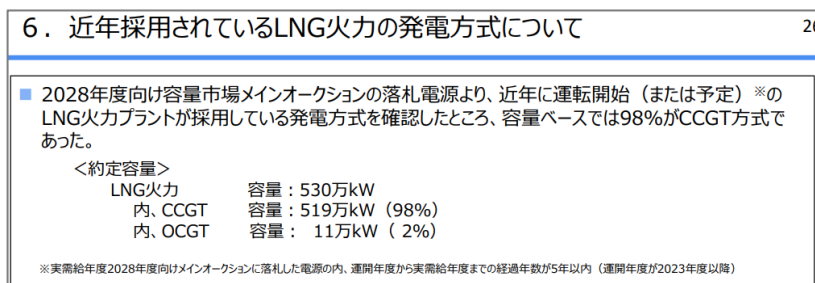 6．近年採用されているLNG火力の発電方式について
26
■ 2028年度向け容量市場メインオークションの落札電源より、近年に運転開始（または予定）※の
LNG火力プラントが採用している発電方式を確認したところ、容量ベースでは98%がCCGT方式で
あった。
＜約定容量＞
LNG火力 容量：530万kW
内、CCGT 容量：519万kW（98%）
内、OCGT 容量： 11万kW（ 2%）
※実需給年度2028年度向けメインオークションに落札した電源の内、運開年度から実需給年度までの経過年数が5年以内（運開年度が2023年度以降）